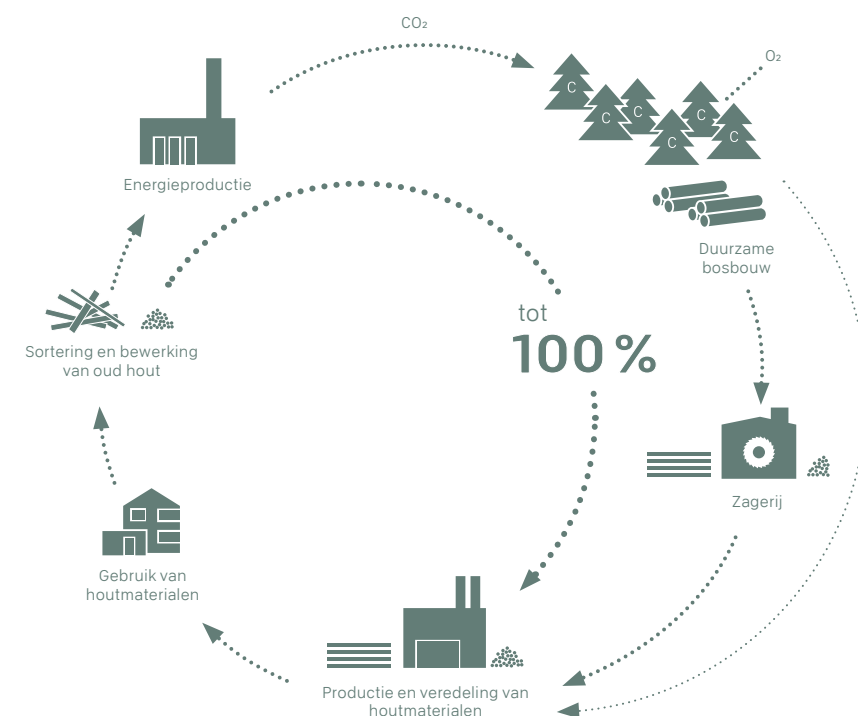 CO₂
O₂
C
C
C
C
C
C
Energieproductie
Duurzame
bosbouw
tot
100 %
Sortering en bewerking
van oud hout
Zagerij
Gebruik van
houtmaterialen
Productie en veredeling van
houtmaterialen